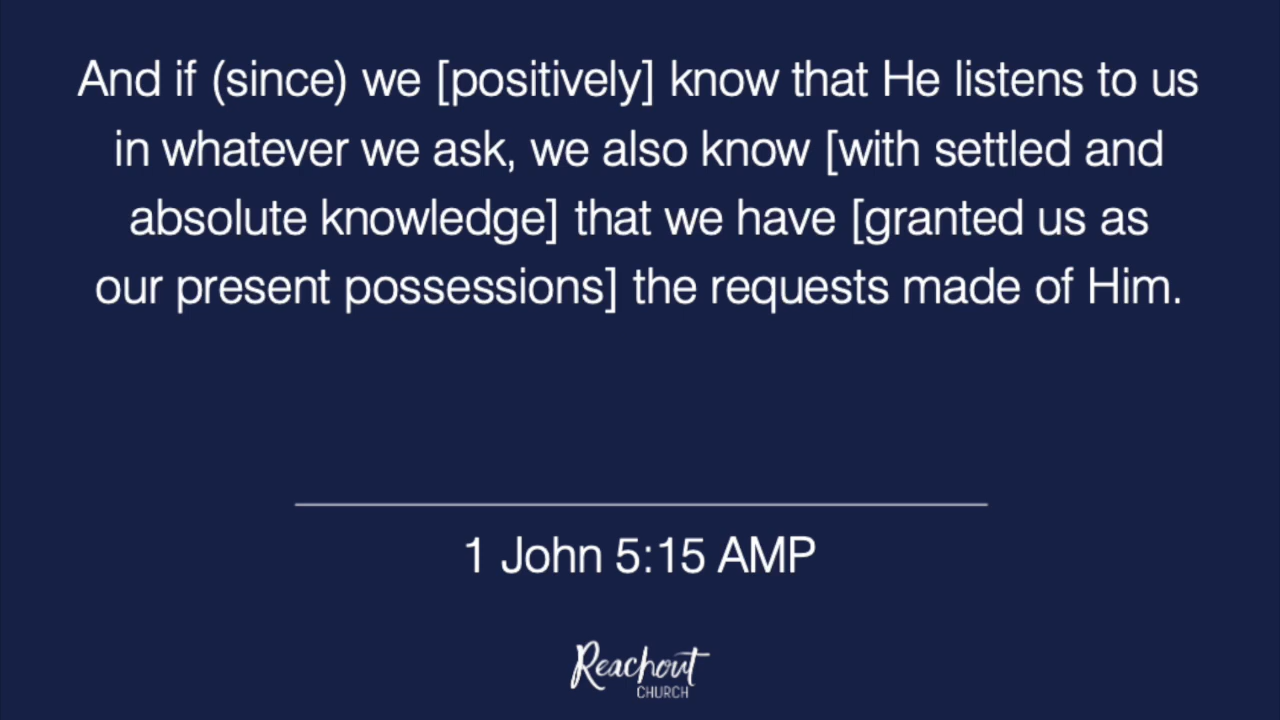 And if (since) we [positively] know that He listens to us
in whatever we ask, we also know [with settled and
absolute knowledge] that we have [granted us as
our present possessions] the requests made of Him.
1 John 5:15 AMP
Reachout
CHURCH